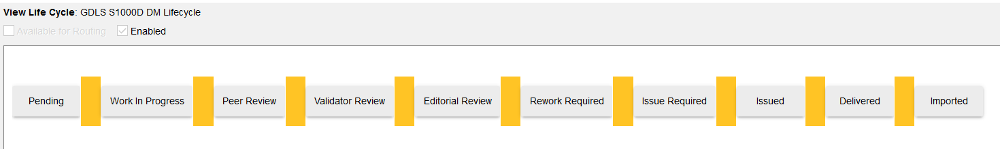 View Life Cycle: GDLS S1000D DM Lifecycle
Available for Routing Enabled
Pending Work In Progress Peer Review Validator Review Editorial Review Rework Required Issue Required Issued Delivered Imported